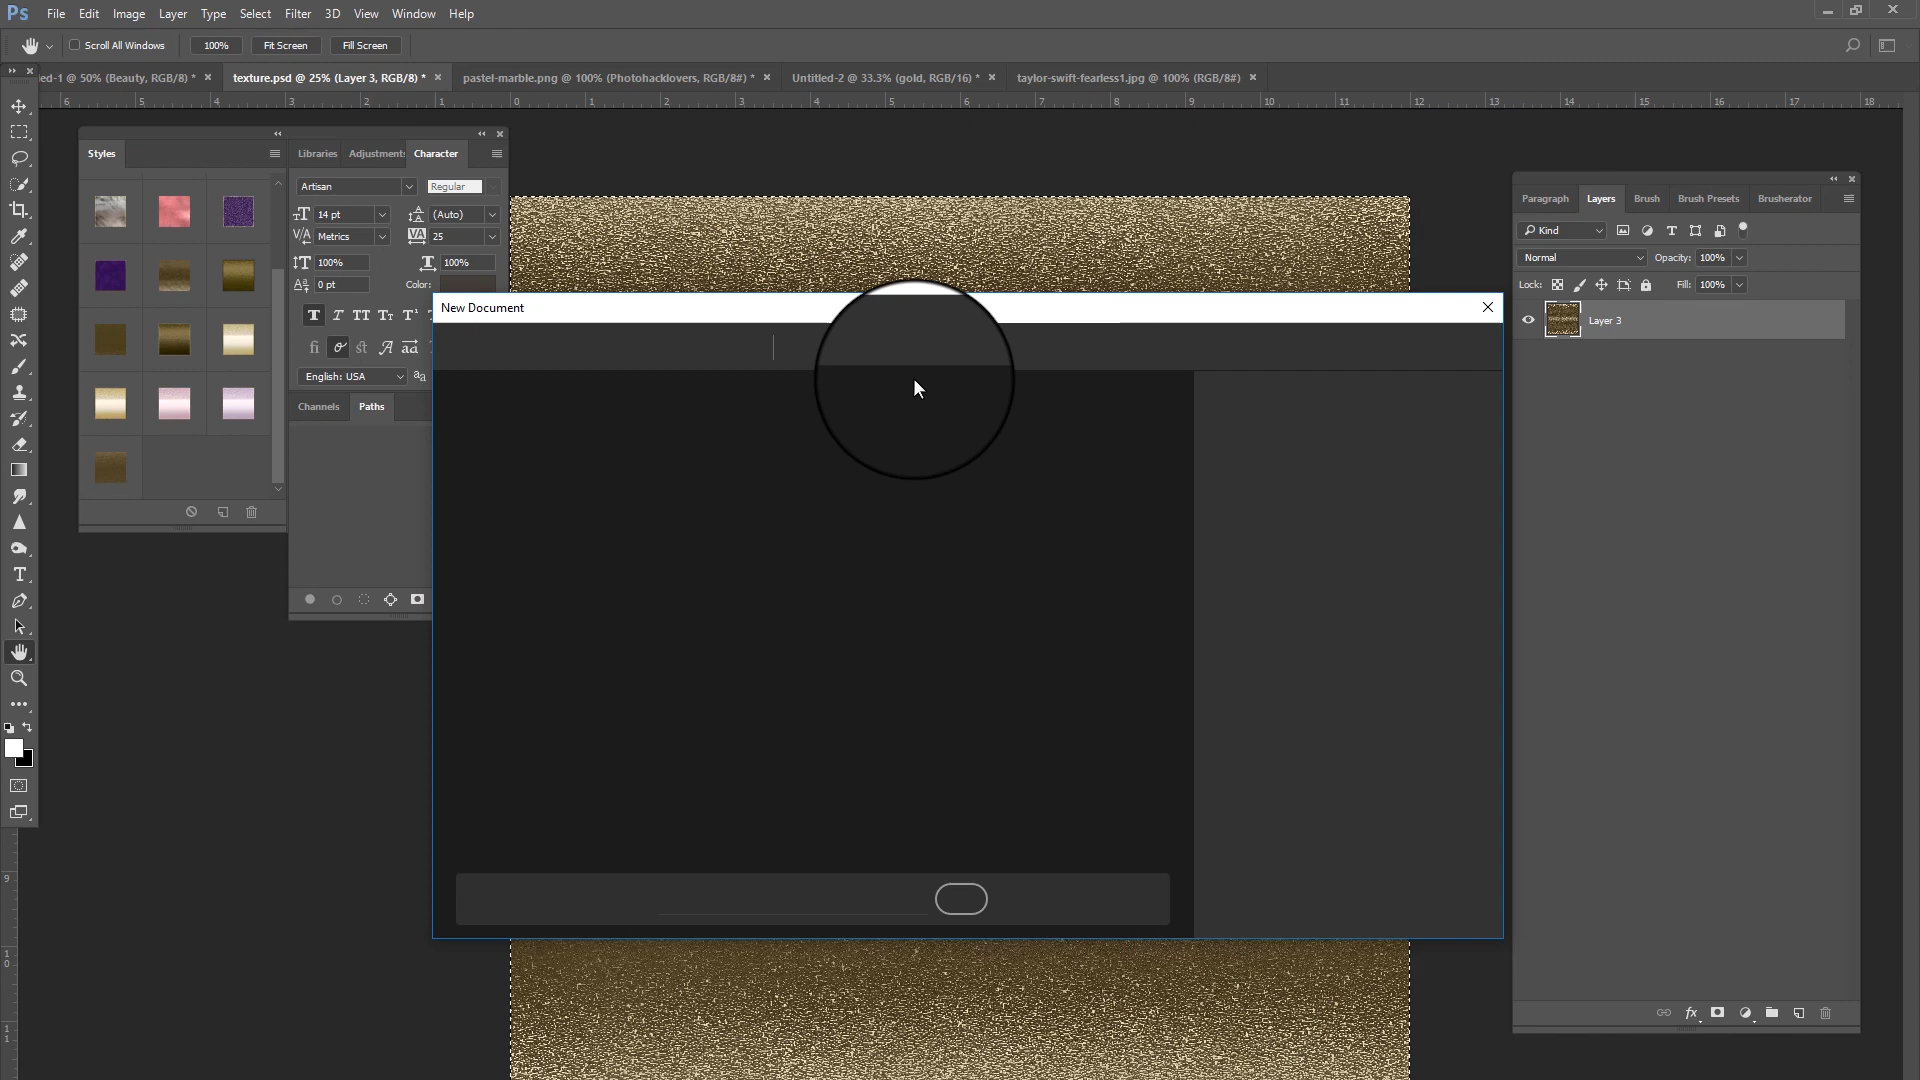 Ps File Edit Image Layer Type Select Filter 3D View Window Help
Scroll All Windows 100% Fit Screen Fill Screen
ed-1 @ 50% (Beauty, RGB/8) * texture.psd @ 25% (Layer 3, RGB/8) * pastel-marble.png @ 100% (Photohacklovers, RGB/8#) * Untitled-2 @ 33.3% (gold, RGB/16) * taylor-swift-fearless1.jpg @ 100% (RGB/8#)
6 5 4 3 2 1 0 1 2 3 4 5 6 7 8 9 10 11 12 13 14 15 16 17 18
Styles
Libraries Adjustments Character
Artisan Regular
14 pt (Auto)
Metrics 25
100% 100%
0 pt Color:
English: USA
Channels Paths
New Document
Paragraph Layers Brush Brush Presets Brusherator
Kind
Normal Opacity: 100%
Lock: Fill: 100%
Layer 3
fx
9
10
11